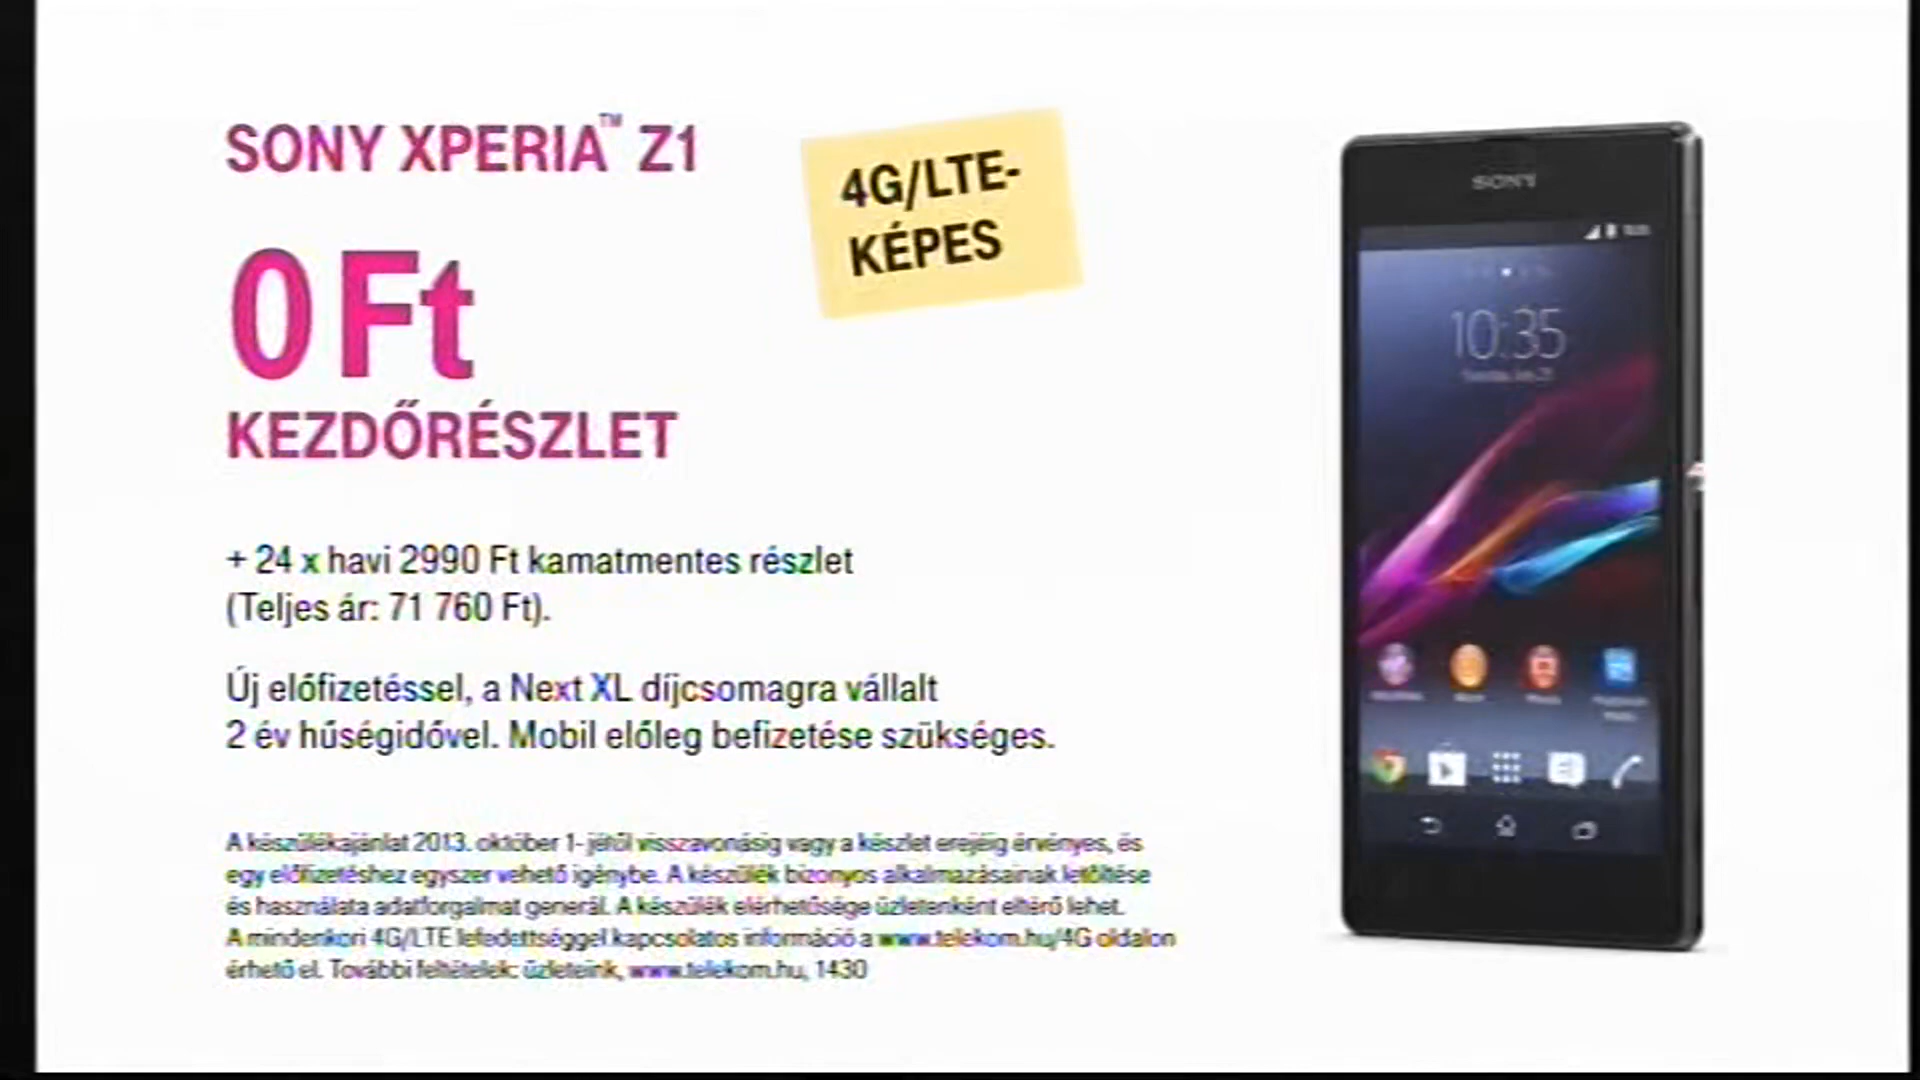 SONY XPERIA™ Z1
4G/LTE-
KÉPES
0 Ft
KEZDŐRÉSZLET
+ 24 x havi 2990 Ft kamatmentes részlet
(Teljes ár: 71 760 Ft).
Új előfizetéssel, a Next XL díjcsomagra vállalt
2 év hűségidővel. Mobil előleg befizetése szükséges.
A készülékajánlat 2013. október 1- jétől visszavonásig vagy a készlet erejéig érvényes, és
egy előfizetéshez egyszer vehető igénybe. A készülék bizonyos alkalmazásainak letöltése
és használata adatforgalmat generál. A készülék elérhetősége üzletenként eltérő lehet.
A mindenkori 4G/LTE lefedettséggel kapcsolatos információ a www.telekom.hu/4G oldalon
érhető el. További feltételek: üzleteink, www.telekom.hu, 1430
SONY
10:35